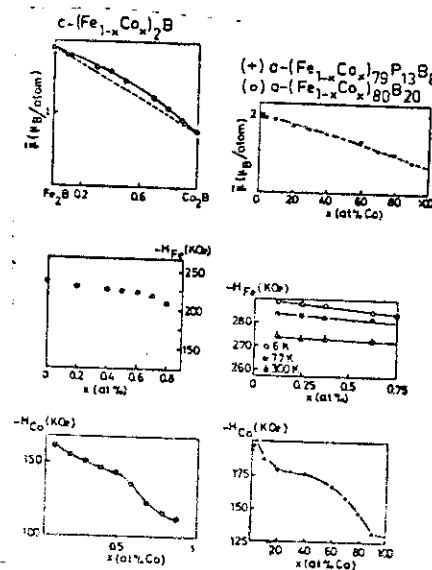 c-(Fe1-xCox)2B
(+) a-(Fe1-xCox)79P13B8
(o) a-(Fe1-xCox)80B20
μ̄ (μB/atom)
Fe2B 0.2 0.6 Co2B
μ̄ (μB/atom)
2
0 20 40 60 80 100
x (at% Co)
-HFe (KOe)
250
200
150
0 0.2 0.4 0.6 0.8
x (at%)
-HFe (KOe)
280
270
260
o 6 K
77 K
300 K
0 0.25 0.5 0.75
x (at%)
-HCo (KOe)
150
100
0.5
x (at% Co)
-HCo (KOe)
175
150
125
0 20 40 60 80 100
x (at% Co)